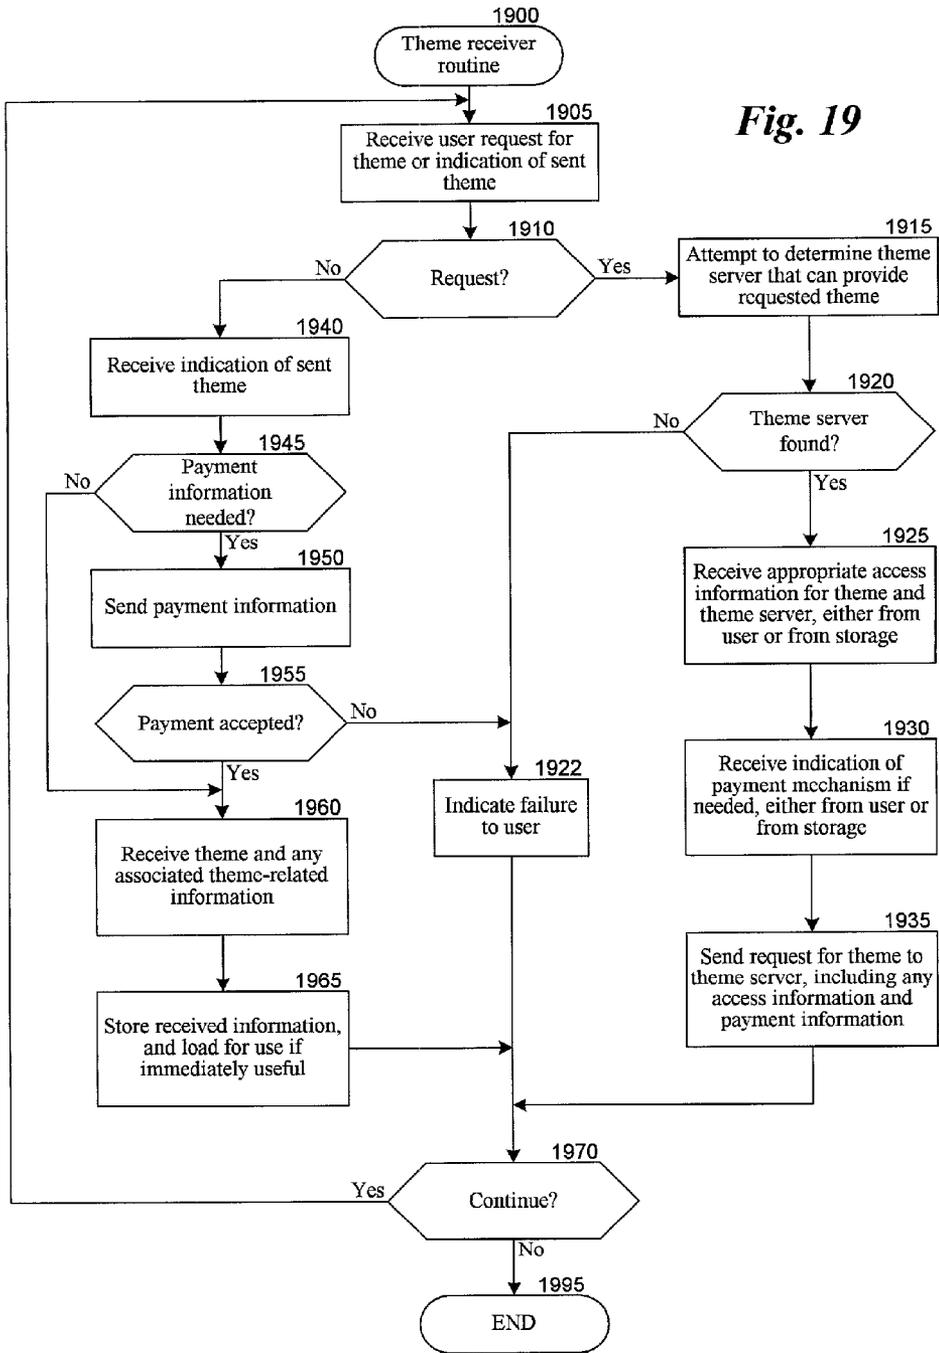 1900
Theme receiver
routine
Fig. 19
1905
Receive user request for
theme or indication of sent
theme
1910
Request?
No
Yes
1915
Attempt to determine theme
server that can provide
requested theme
1940
Receive indication of sent
theme
1920
Theme server
found?
No
Yes
1945
Payment
information
needed?
No
Yes
1925
Receive appropriate access
information for theme and
theme server, either from
user or from storage
1950
Send payment information
1955
Payment accepted?
No
Yes
1930
Receive indication of
payment mechanism if
needed, either from user or
from storage
1922
Indicate failure
to user
1960
Receive theme and any
associated theme-related
information
1935
Send request for theme to
theme server, including any
access information and
payment information
1965
Store received information,
and load for use if
immediately useful
1970
Continue?
Yes
No
1995
END